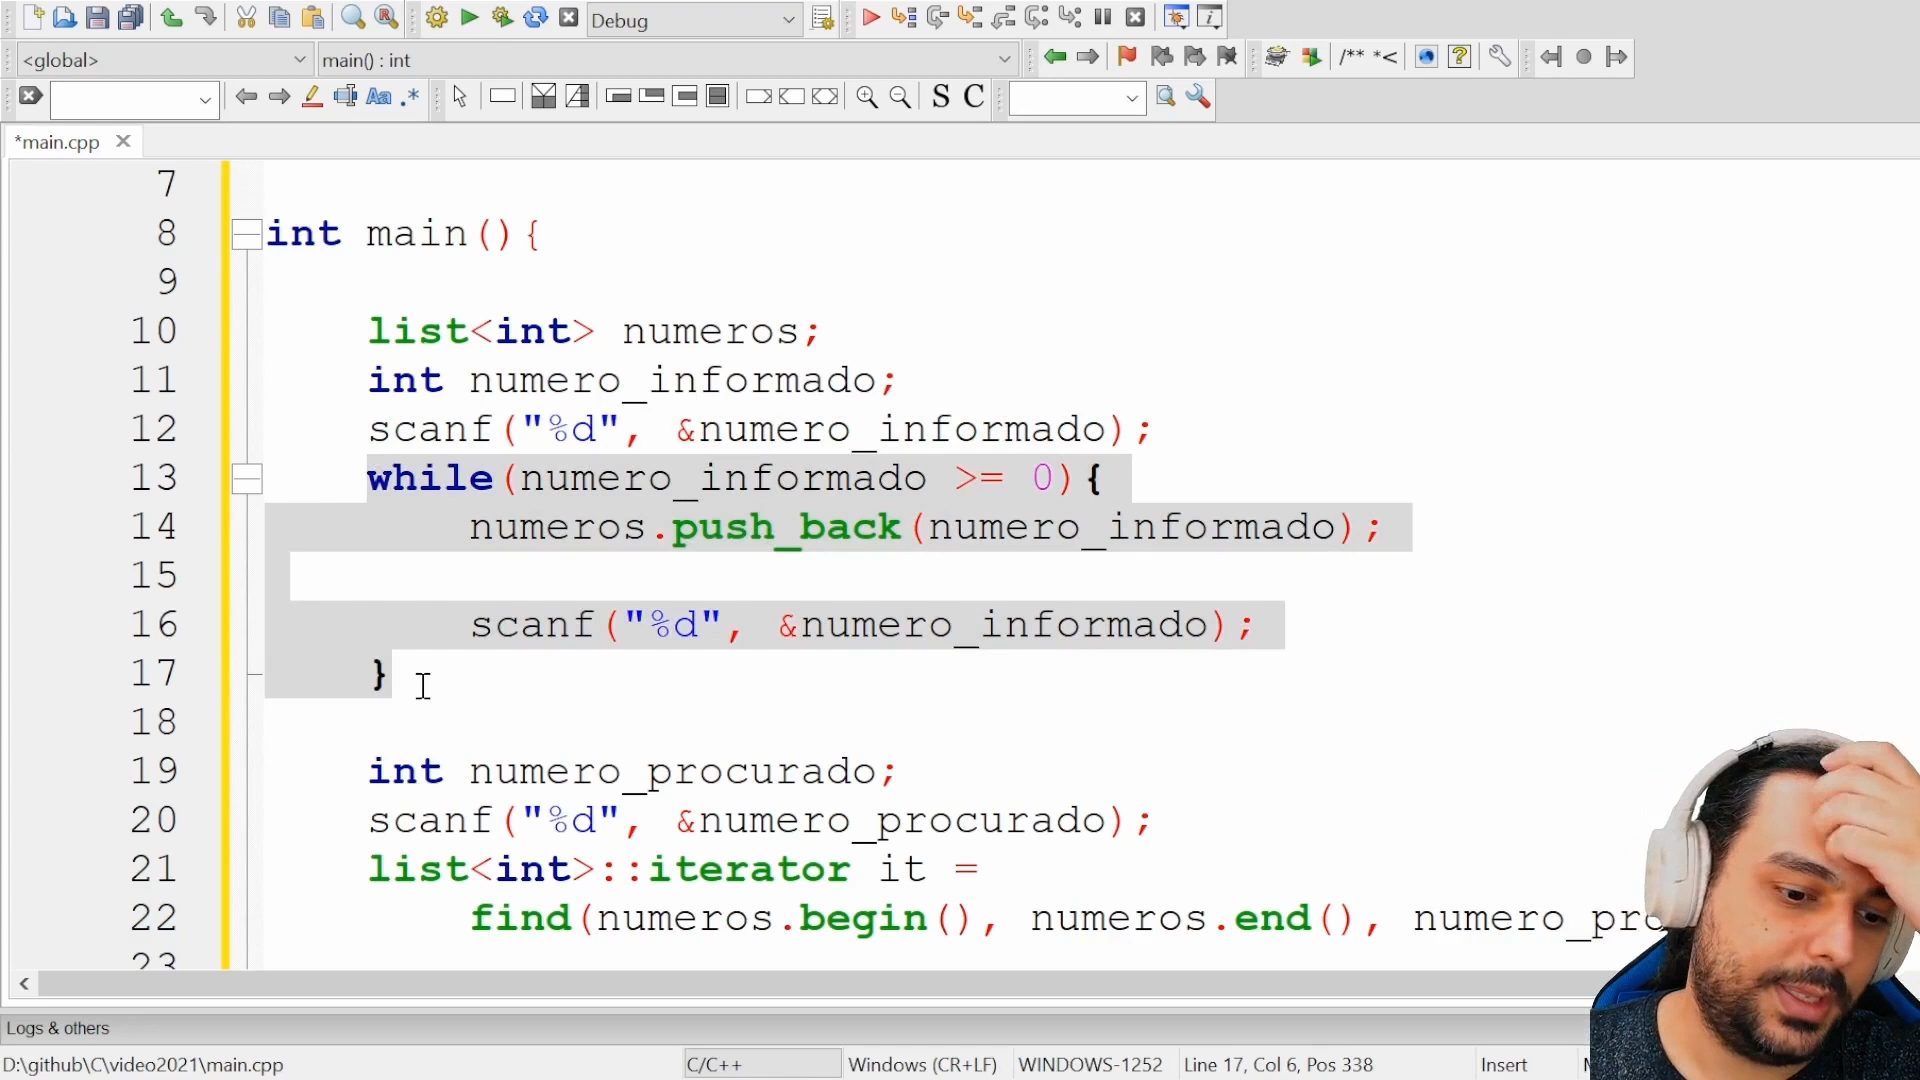 Debug
<global>
main() : int
/** *<
Aa .*
S C
*main.cpp
7
8 int main(){
9
10 list<int> numeros;
11 int numero_informado;
12 scanf("%d", &numero_informado);
13 while(numero_informado >= 0){
14 numeros.push_back(numero_informado);
15
16 scanf("%d", &numero_informado);
17 }
18
19 int numero_procurado;
20 scanf("%d", &numero_procurado);
21 list<int>::iterator it =
22 find(numeros.begin(), numeros.end(),
23
Logs & others
D:\github\C\video2021\main.cpp C/C++ Windows (CR+LF) WINDOWS-1252 Line 17, Col 6, Pos 338 Insert